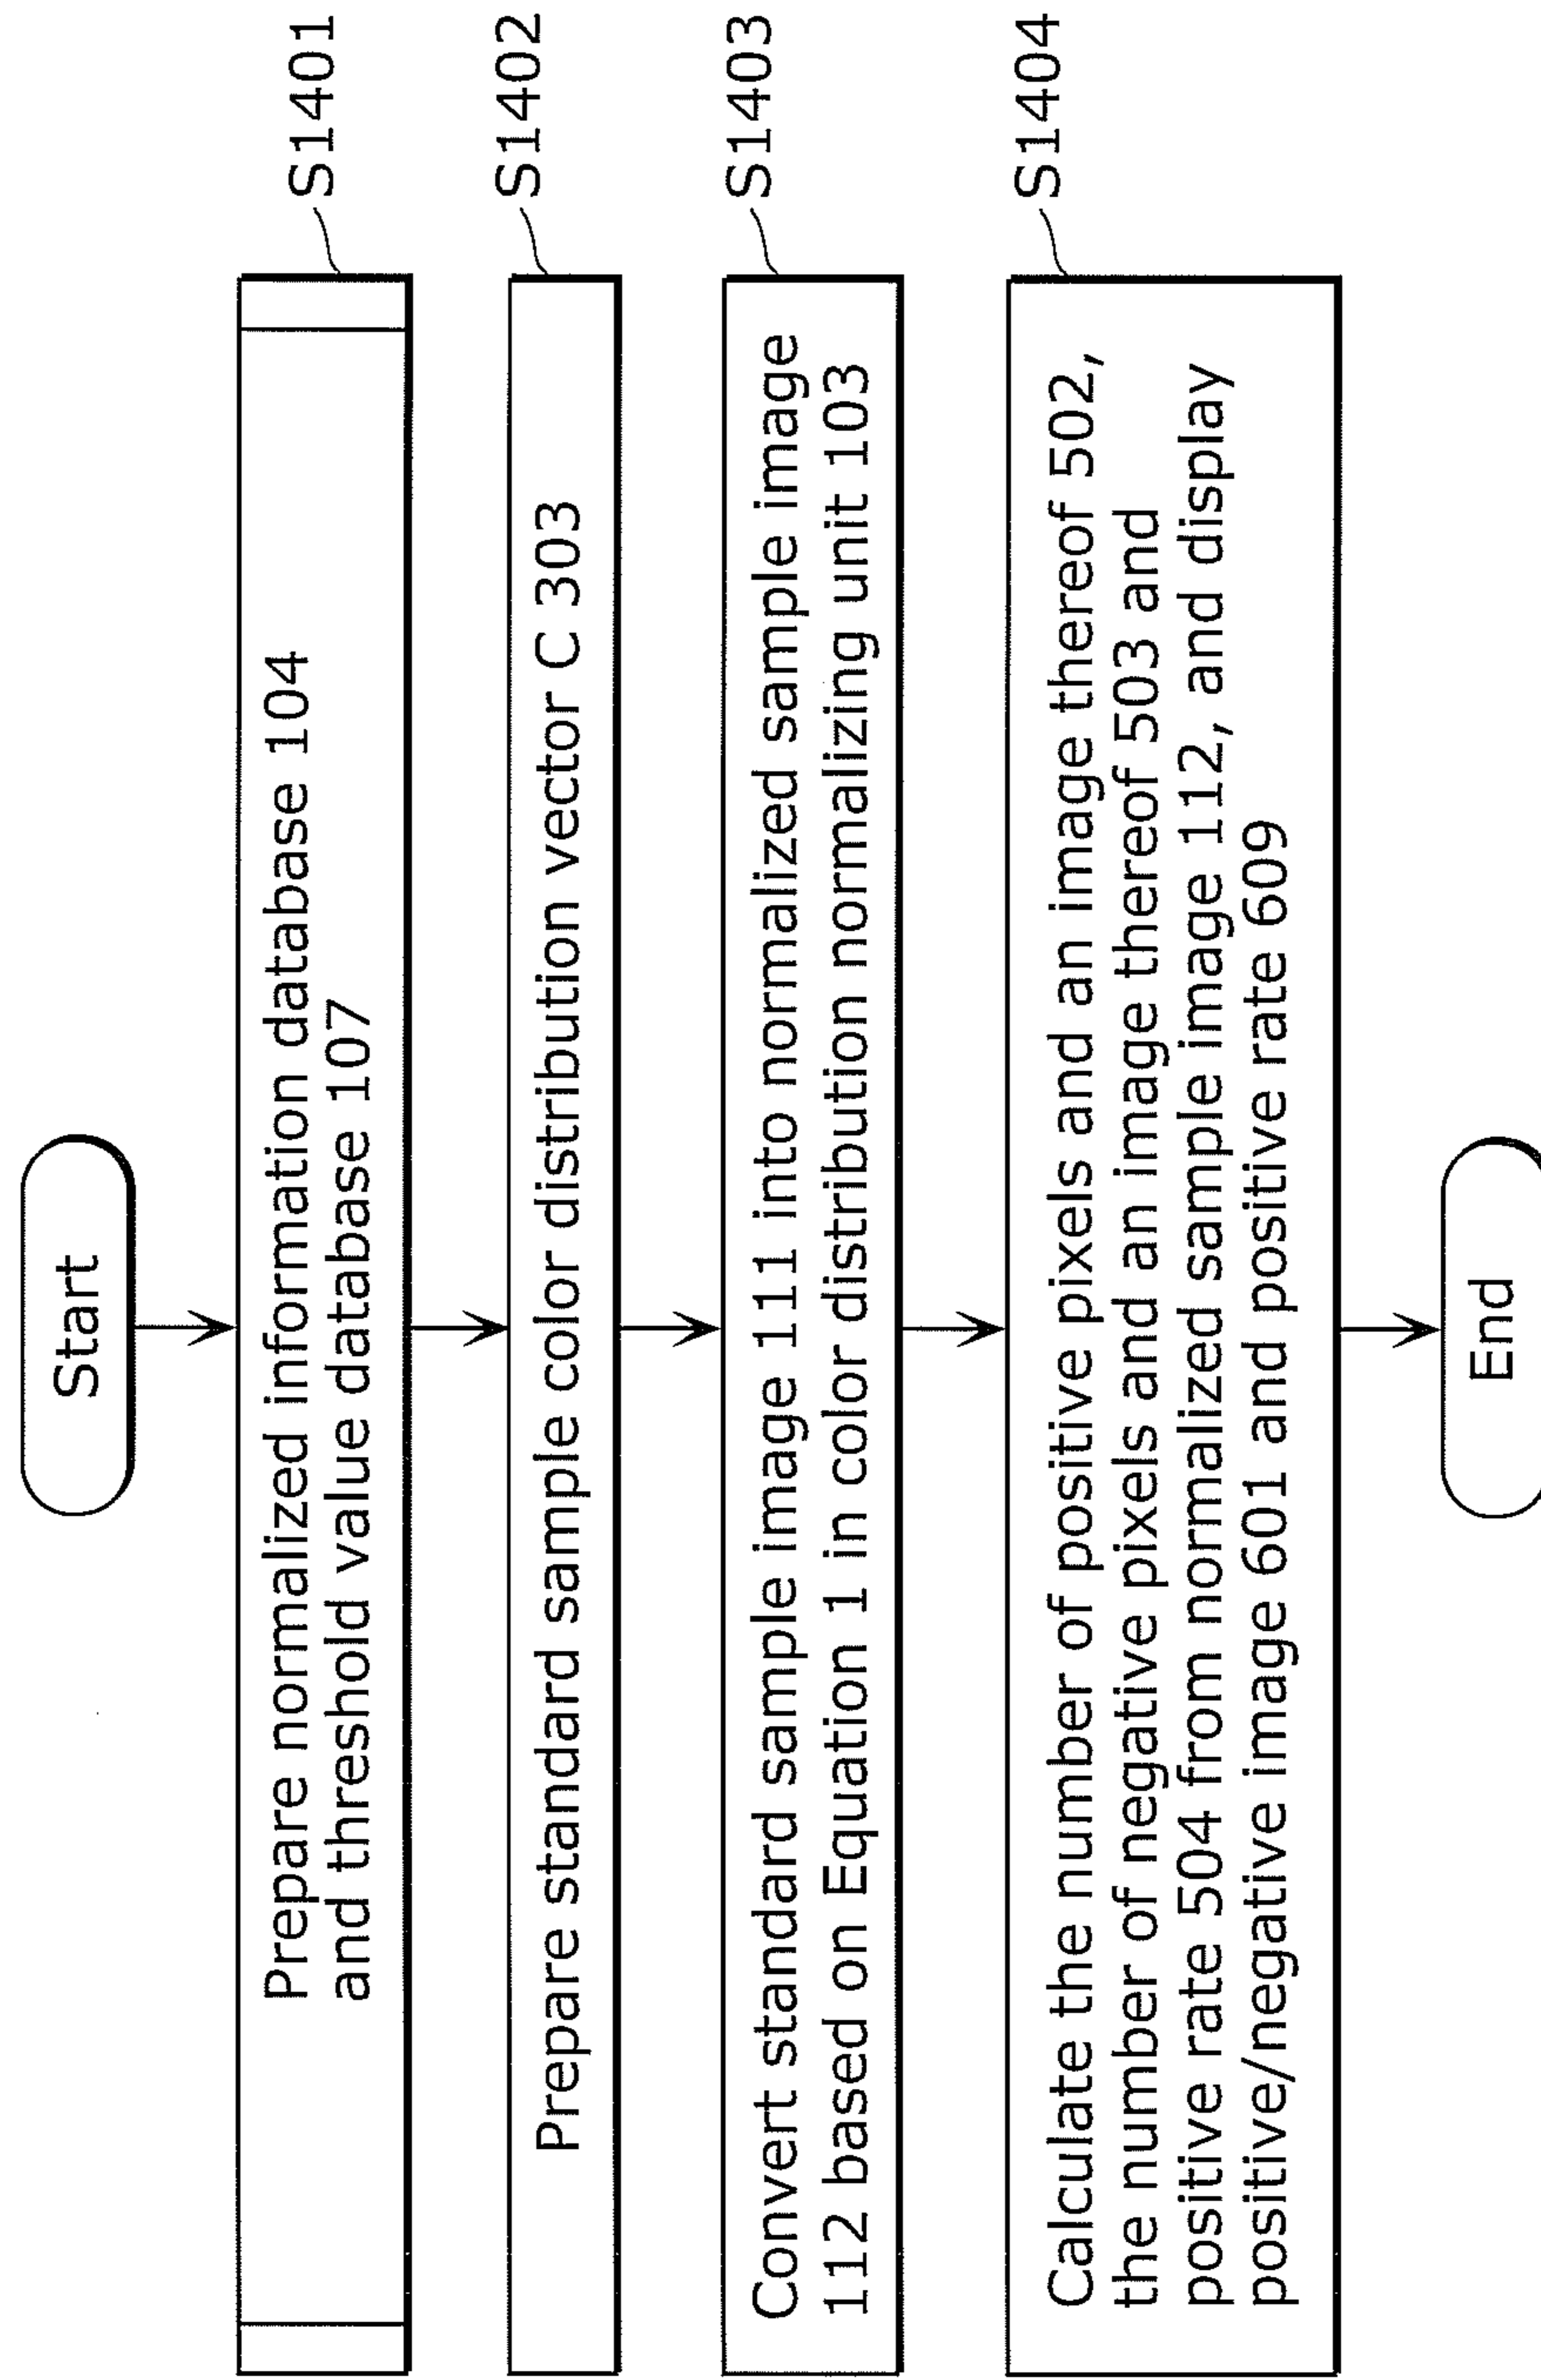 Start
S1401
Prepare normalized information database 104
and threshold value database 107
S1402
Prepare standard sample color distribution vector C 303
S1403
Convert standard sample image 111 into normalized sample image
112 based on Equation 1 in color distribution normalizing unit 103
S1404
Calculate the number of positive pixels and an image thereof 502,
the number of negative pixels and an image thereof 503 and
positive rate 504 from normalized sample image 112, and display
positive/negative image 601 and positive rate 609
End